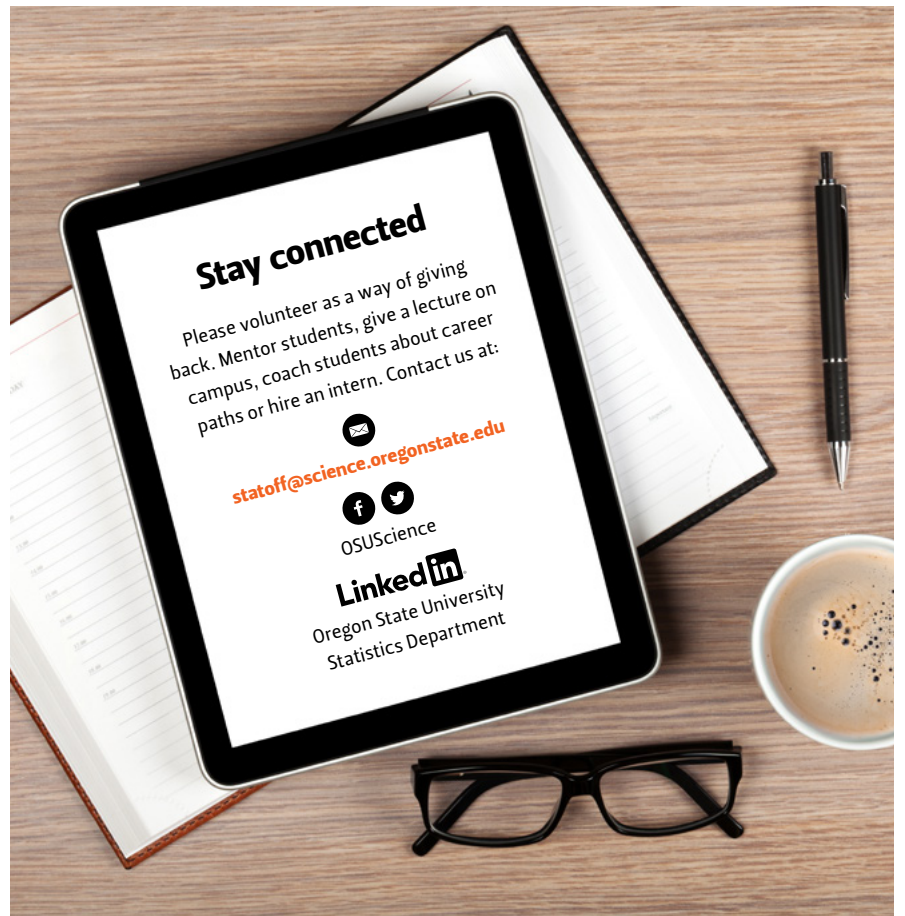 Stay connected
Please volunteer as a way of giving
back. Mentor students, give a lecture on
campus, coach students about career
paths or hire an intern. Contact us at:
statoff@science.oregonstate.edu
OSUScience
Linkedin
Oregon State University
Statistics Department